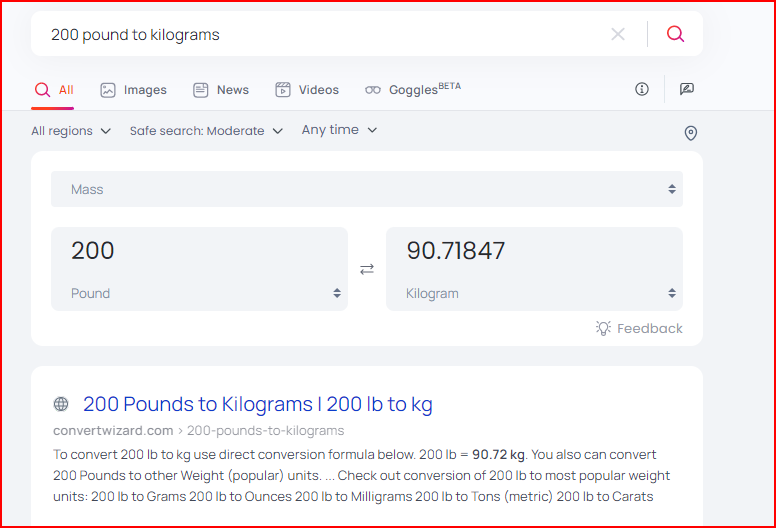 200 pound to kilograms
All Images News Videos GogglesBETA
All regions Safe search: Moderate Any time
Mass
200 90.71847
Pound Kilogram
Feedback
200 Pounds to Kilograms | 200 lb to kg
convertwizard.com › 200-pounds-to-kilograms
To convert 200 lb to kg use direct conversion formula below. 200 lb = 90.72 kg. You also can convert
200 Pounds to other Weight (popular) units. ... Check out conversion of 200 lb to most popular weight
units: 200 lb to Grams 200 lb to Ounces 200 lb to Milligrams 200 lb to Tons (metric) 200 lb to Carats